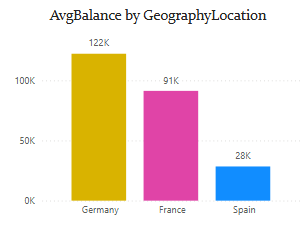 AvgBalance by GeographyLocation
122K
100K
91K
50K
28K
0K
Germany France Spain